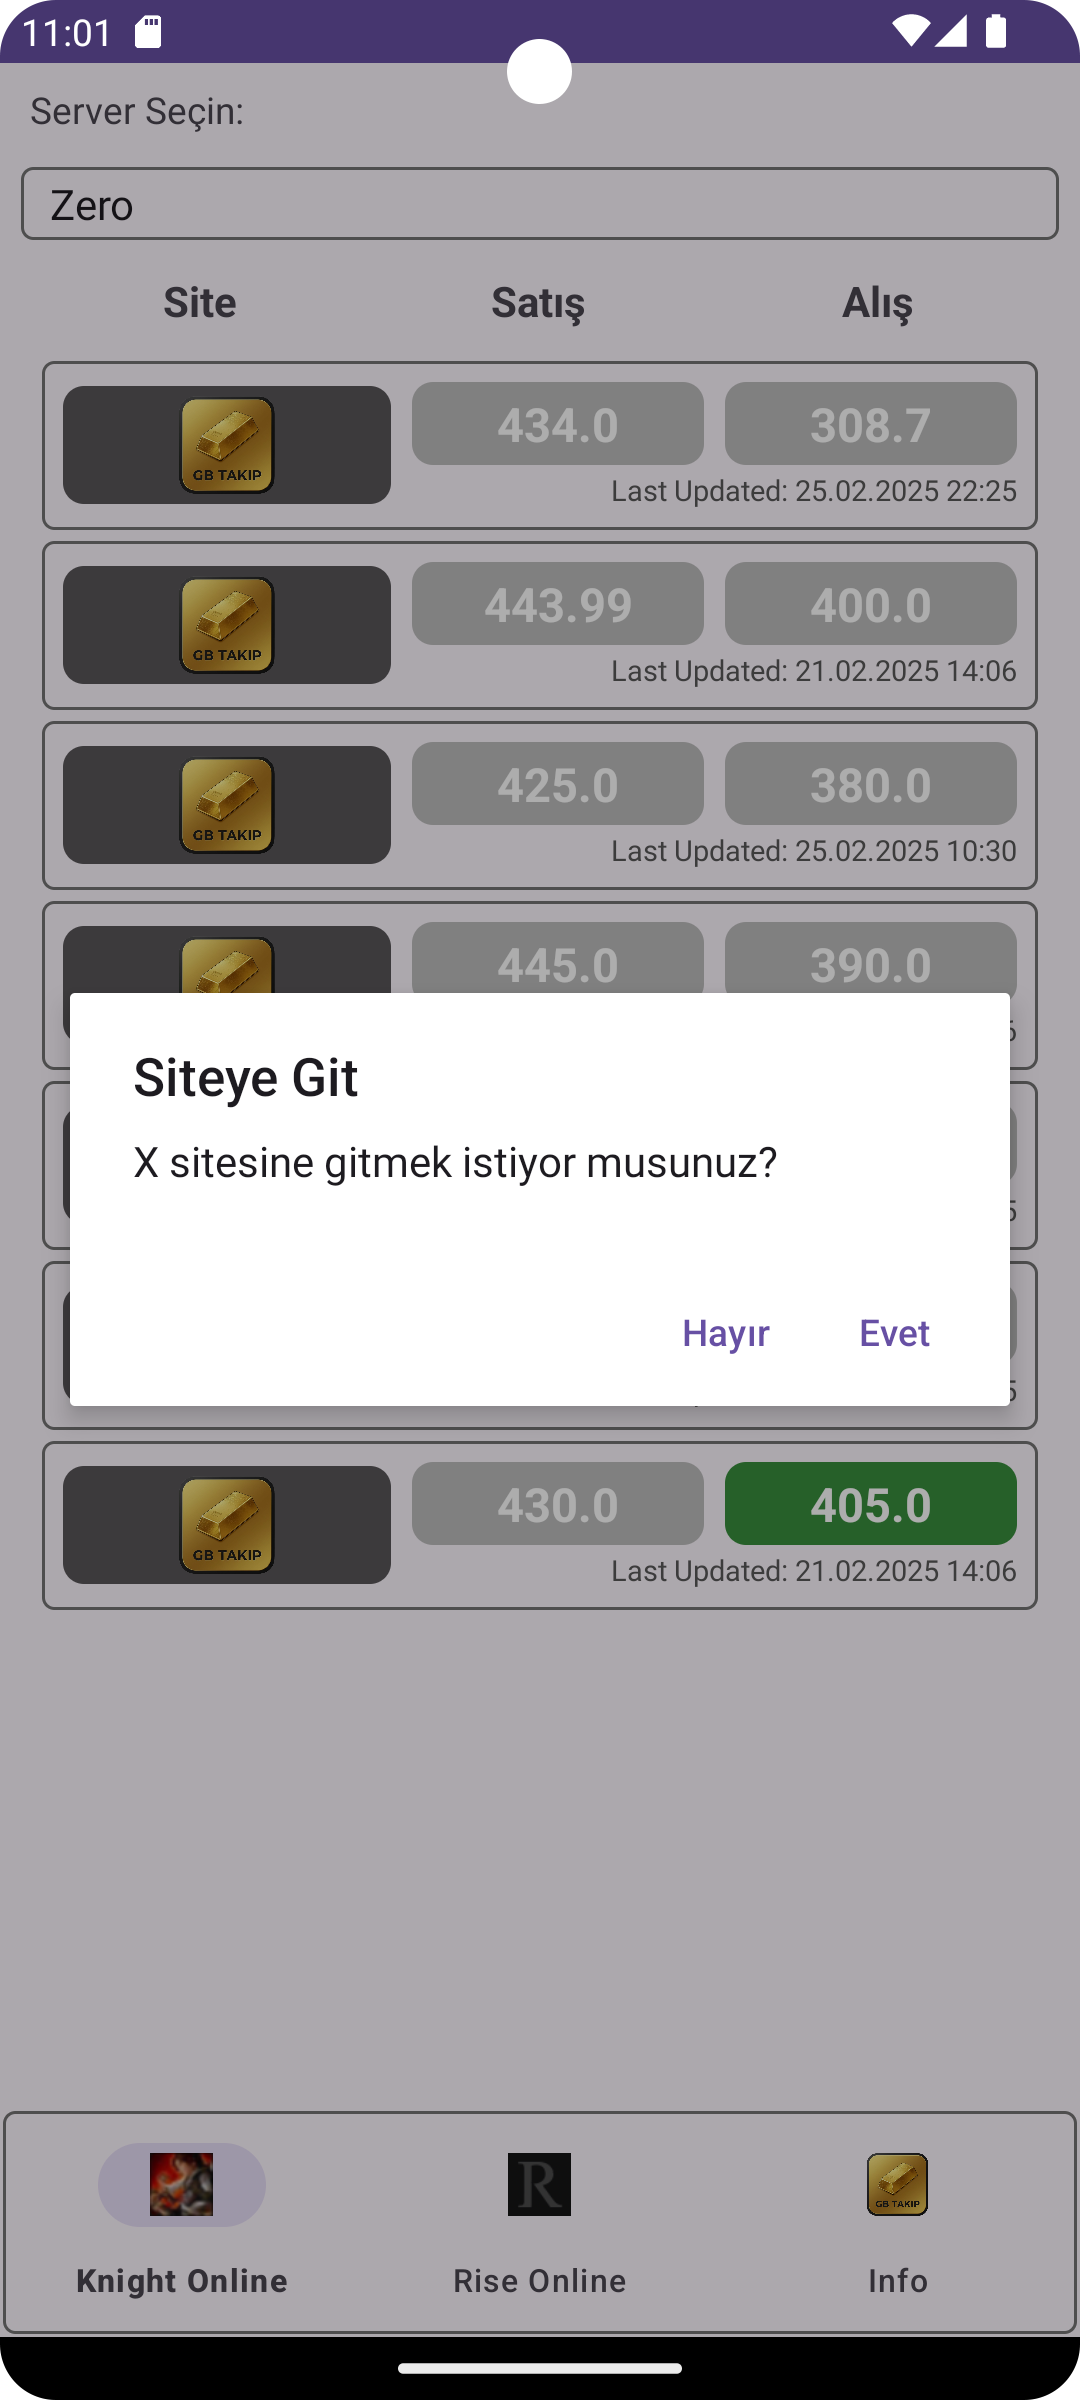 11:01
Server Seçin:
Zero
Site Satış Alış
GB TAKIP 434.0 308.7
Last Updated: 25.02.2025 22:25
GB TAKIP 443.99 400.0
Last Updated: 21.02.2025 14:06
GB TAKIP 425.0 380.0
Last Updated: 25.02.2025 10:30
445.0 390.0
Siteye Git
X sitesine gitmek istiyor musunuz?
Hayır Evet
GB TAKIP 430.0 405.0
Last Updated: 21.02.2025 14:06
R
GB TAKIP
Knight Online Rise Online Info